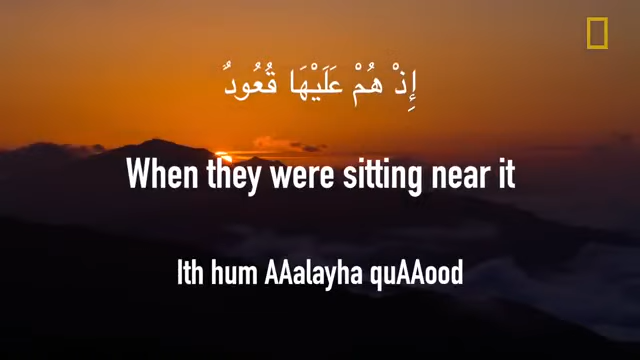 إِذْ هُمْ عَلَيْهَا قُعُودٌ
When they were sitting near it
Ith hum AAalayha quAAood